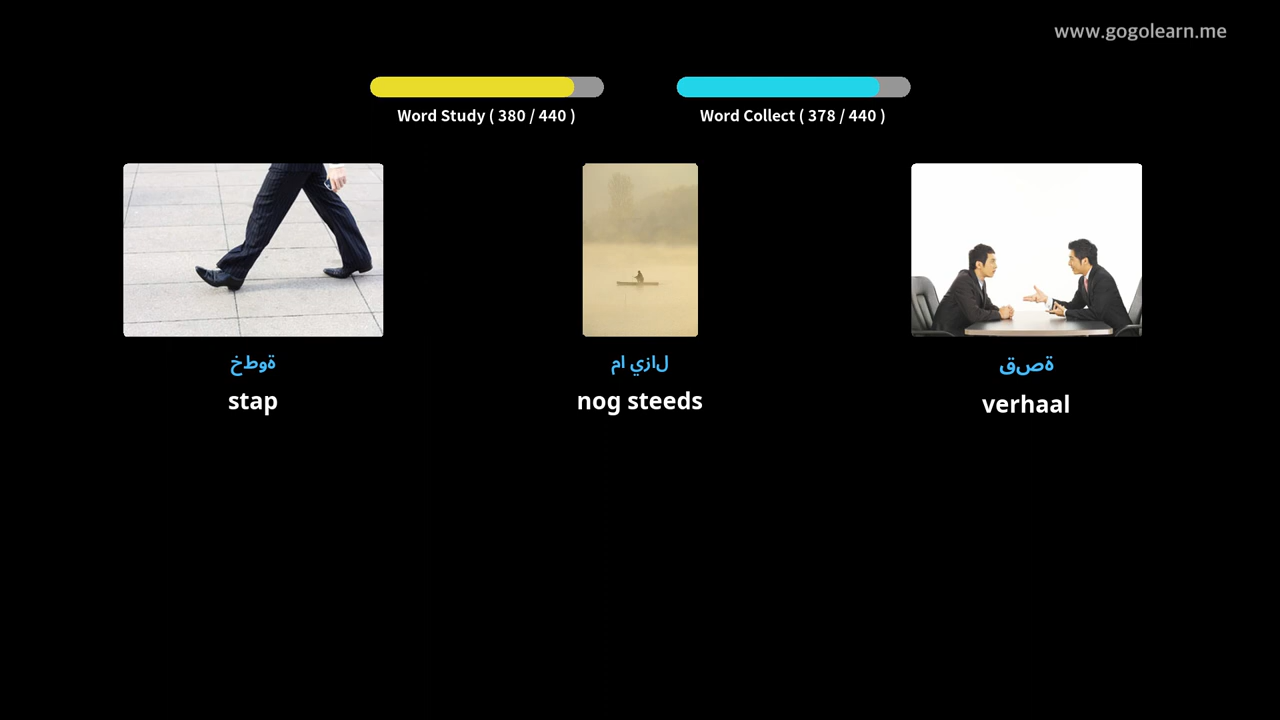 www.gogolearn.me
Word Study ( 380 / 440 )
Word Collect ( 378 / 440 )
ةوطخ
stap
لازي ام
nog steeds
ةصق
verhaal